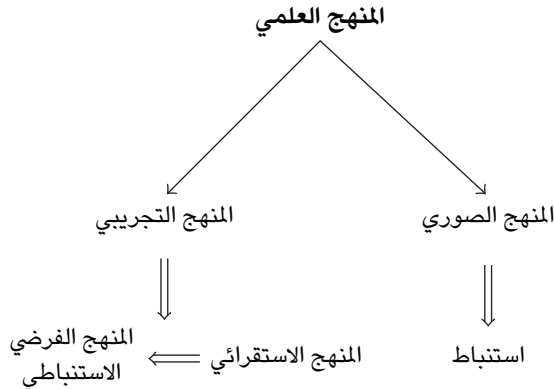 المنهج العلمي
المنهج الصوري
المنهج التجريبي
استنباط
المنهج الاستقرائي
المنهج الفرضي
الاستنباطي